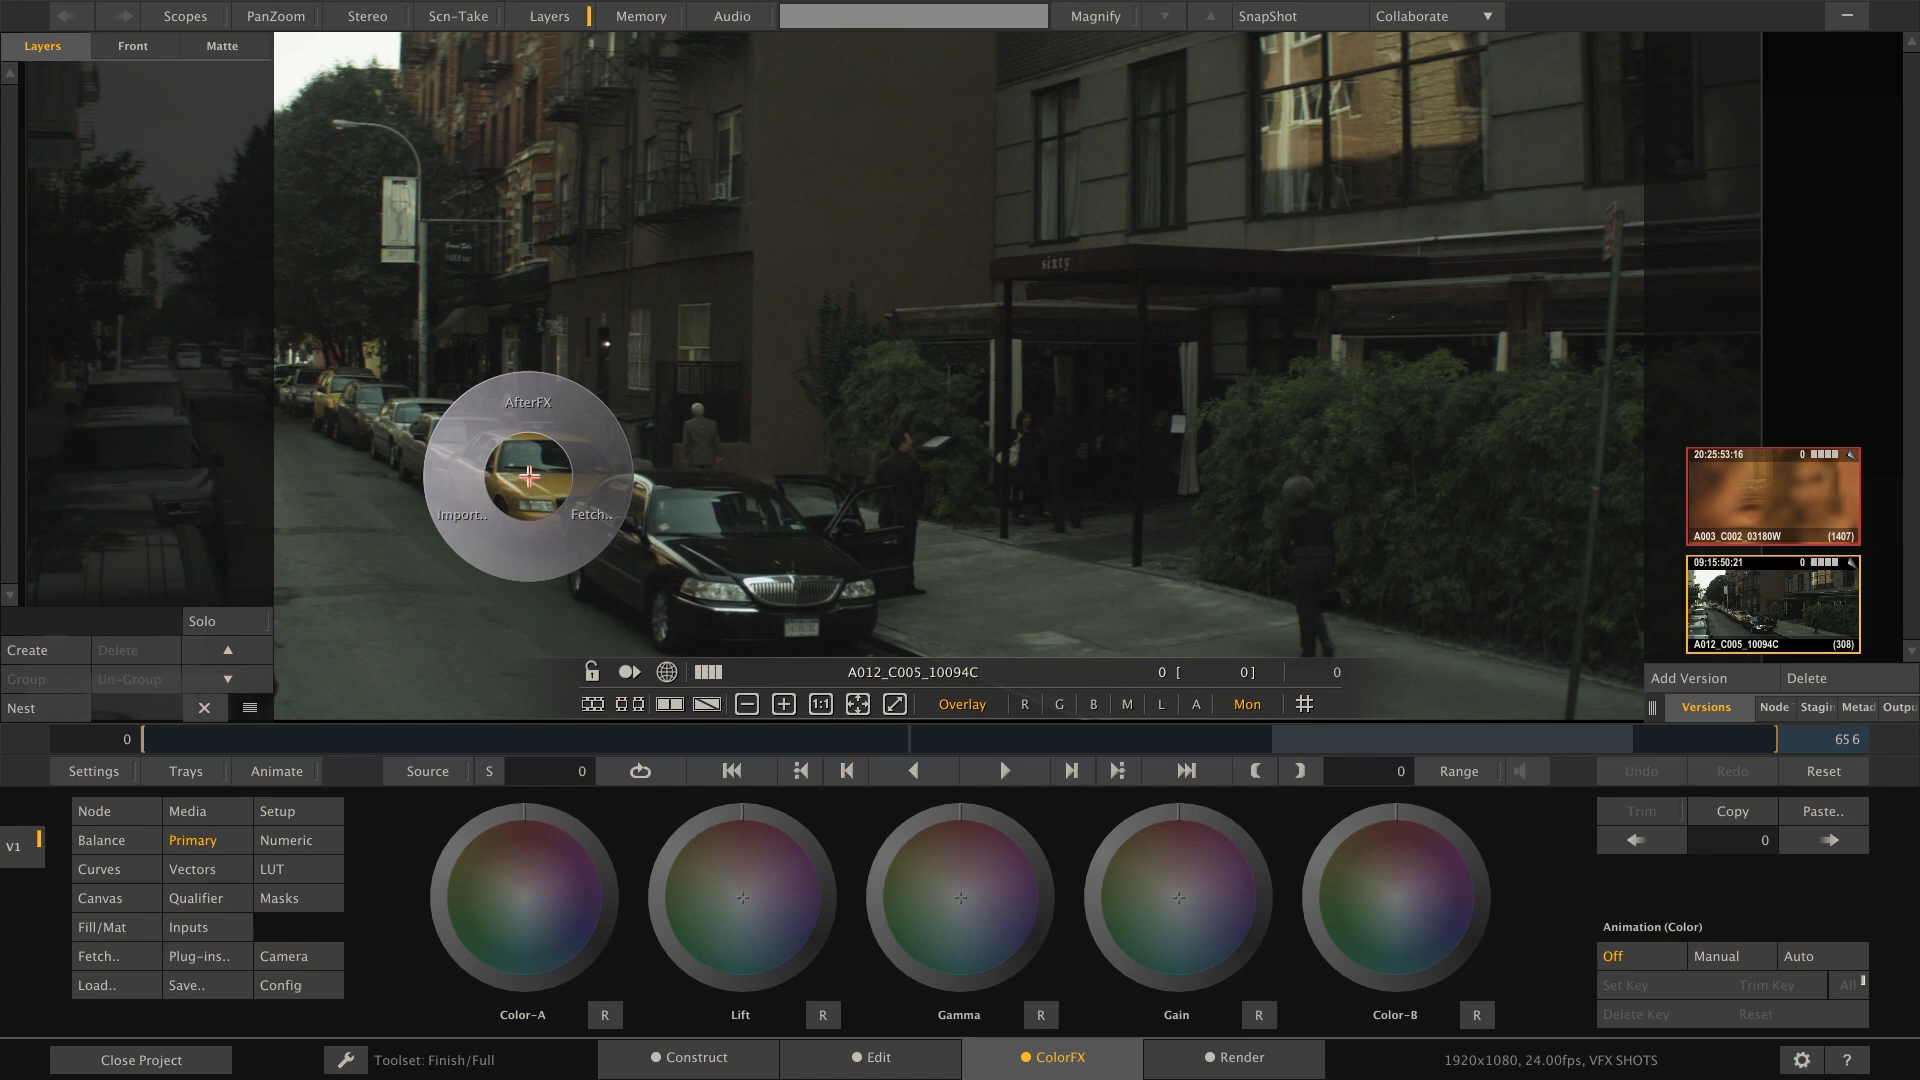 Scopes PanZoom Stereo Scn-Take Layers Memory Audio Magnify SnapShot Collaborate
Layers Front Matte
NYC
sixty
AfterFX
Import.. Fetch..
20:25:53:16 0
A003_C002_03180W (1407)
09:15:50:21 0
A012_C005_10094C (308)
Solo
Create Delete
Group Un-Group
Nest
A012_C005_10094C 0 [ 0] 0
1:1 Overlay R G B M L A Mon
Add Version Delete
Versions Node Stagin Metad Outpu
0 656
Settings Trays Animate Source S 0 0 Range Undo Redo Reset
V1
Node Media Setup
Balance Primary Numeric
Curves Vectors LUT
Canvas Qualifier Masks
Fill/Mat Inputs
Fetch.. Plug-ins.. Camera
Load.. Save.. Config
Color-A R Lift R Gamma R Gain R Color-B R
Trim Copy Paste..
0
Animation (Color)
Off Manual Auto
Set Key Trim Key All
Delete Key Reset
Close Project Toolset: Finish/Full Construct Edit ColorFX Render 1920x1080, 24.00fps, VFX SHOTS ?